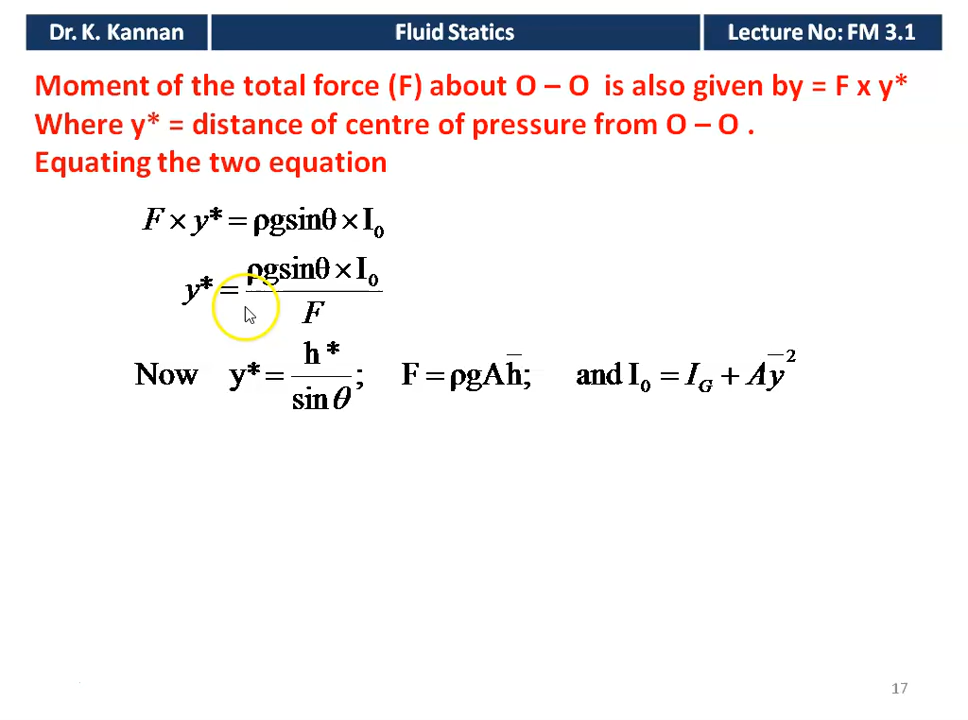 Dr. K. Kannan
Fluid Statics
Lecture No: FM 3.1
Moment of the total force (F) about O – O is also given by = F x y*
Where y* = distance of centre of pressure from O – O .
Equating the two equation
F × y* = ρgsinθ × I₀
y* = ρgsinθ × I₀ / F
Now y* = h* / sin θ; F = ρgAh̅; and I₀ = I_G + Ay̅²
17